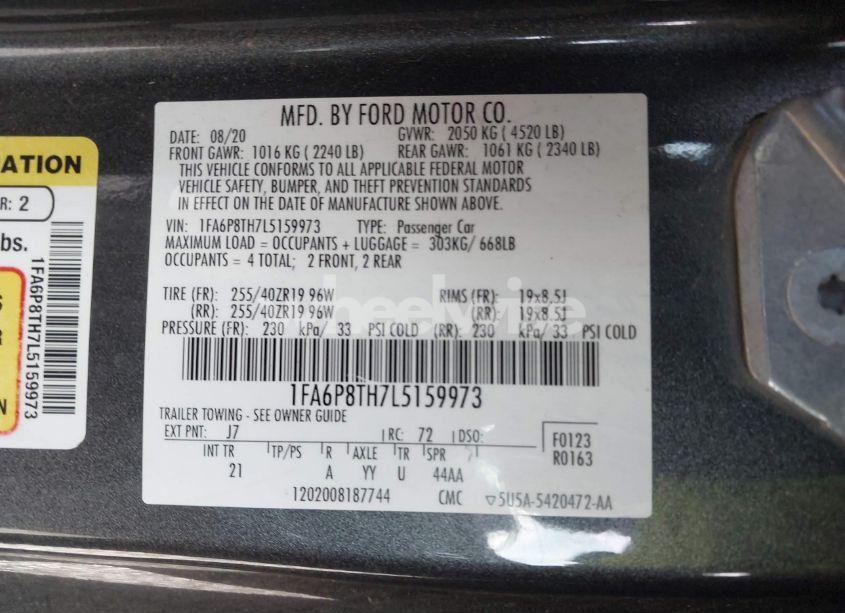 MFD. BY FORD MOTOR CO.
DATE: 08/20 GVWR: 2050 KG ( 4520 LB)
FRONT GAWR: 1016 KG ( 2240 LB) REAR GAWR: 1061 KG ( 2340 LB)
THIS VEHICLE CONFORMS TO ALL APPLICABLE FEDERAL MOTOR
VEHICLE SAFETY, BUMPER, AND THEFT PREVENTION STANDARDS
IN EFFECT ON THE DATE OF MANUFACTURE SHOWN ABOVE.
VIN: 1FA6P8TH7L5159973 TYPE: Passenger Car
MAXIMUM LOAD = OCCUPANTS + LUGGAGE = 303KG/ 668LB
OCCUPANTS = 4 TOTAL; 2 FRONT, 2 REAR
TIRE (FR): 255/40ZR19 96W RIMS (FR): 19x8.5J
(RR): 255/40ZR19 96W (RR): 19x8.5J
PRESSURE (FR): 230 kPa/ 33 PSI COLD (RR): 230 kPa/ 33 PSI COLD
1FA6P8TH7L5159973
TRAILER TOWING - SEE OWNER GUIDE
EXT PNT: J7 RC: 72 DSO: F0123
R0163
INT TR TP/PS R AXLE TR SPR
21 A YY U 44AA
1202008187744 CMC 5U5A-5420472-AA
ATION
R: 2
bs.
S
R
N
1FA6P8TH7L5159973